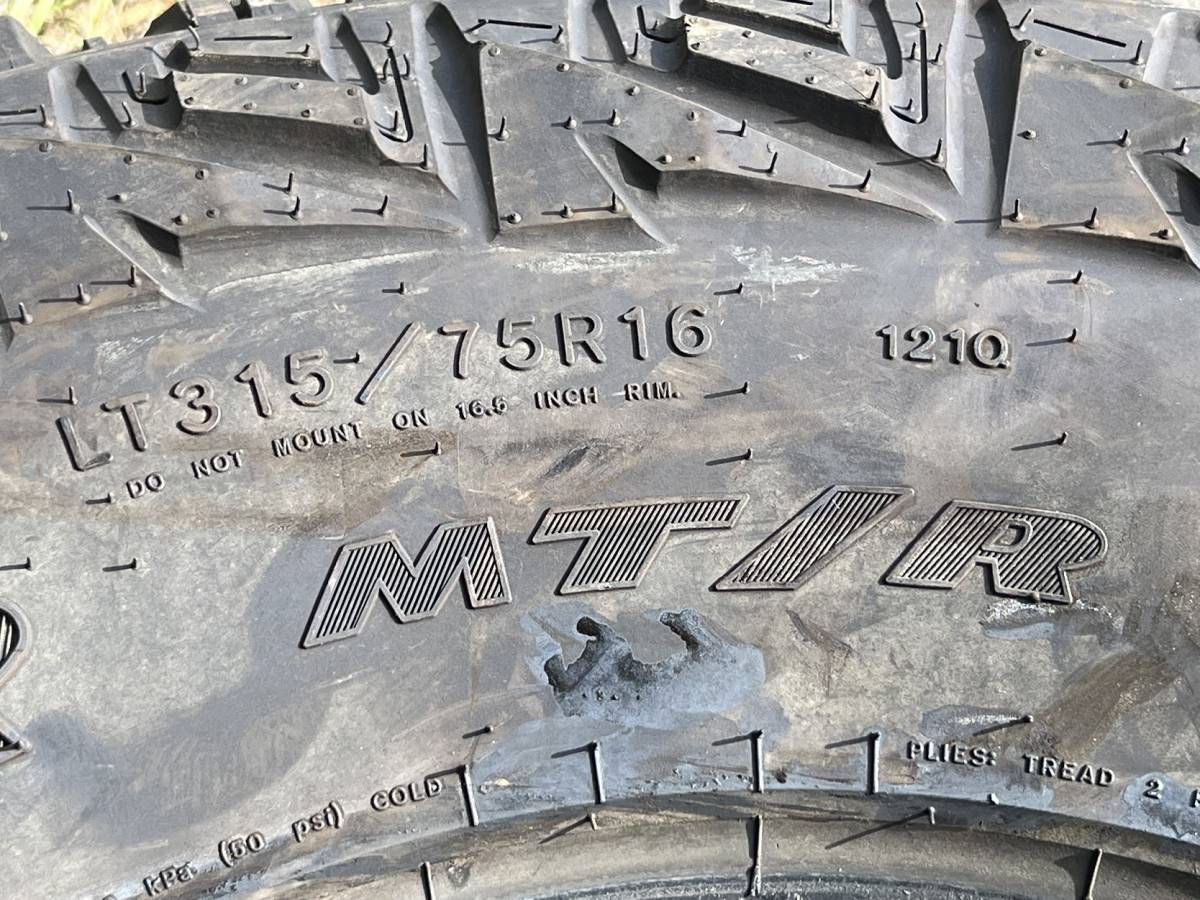 LT315/75R16 121Q
DO NOT MOUNT ON 16.5 INCH RIM.
MT/R
kPa (50 psi) COLD
PLIES: TREAD 2